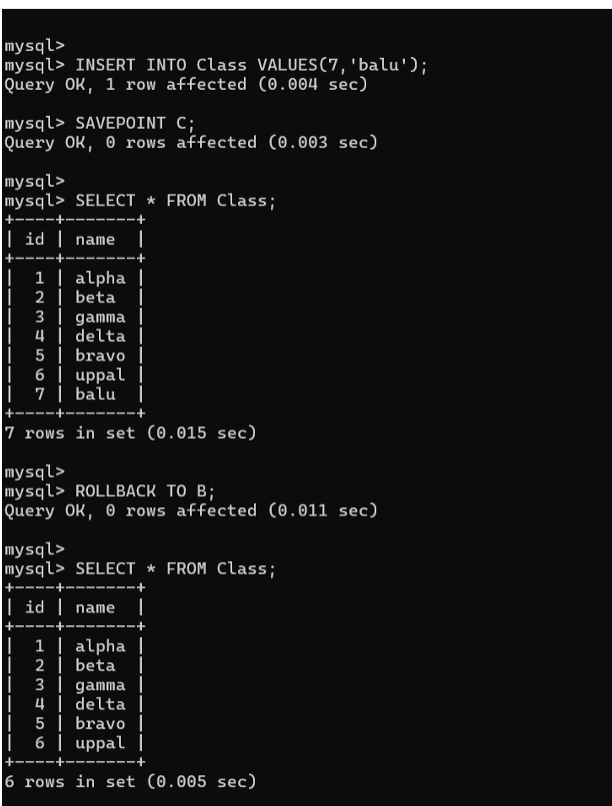 mysql>
mysql> INSERT INTO Class VALUES(7,'balu');
Query OK, 1 row affected (0.004 sec)

mysql> SAVEPOINT C;
Query OK, 0 rows affected (0.003 sec)

mysql>
mysql> SELECT * FROM Class;
+----+-------+
| id | name  |
+----+-------+
|  1 | alpha |
|  2 | beta  |
|  3 | gamma |
|  4 | delta |
|  5 | bravo |
|  6 | uppal |
|  7 | balu  |
+----+-------+
7 rows in set (0.015 sec)

mysql>
mysql> ROLLBACK TO B;
Query OK, 0 rows affected (0.011 sec)

mysql>
mysql> SELECT * FROM Class;
+----+-------+
| id | name  |
+----+-------+
|  1 | alpha |
|  2 | beta  |
|  3 | gamma |
|  4 | delta |
|  5 | bravo |
|  6 | uppal |
+----+-------+
6 rows in set (0.005 sec)